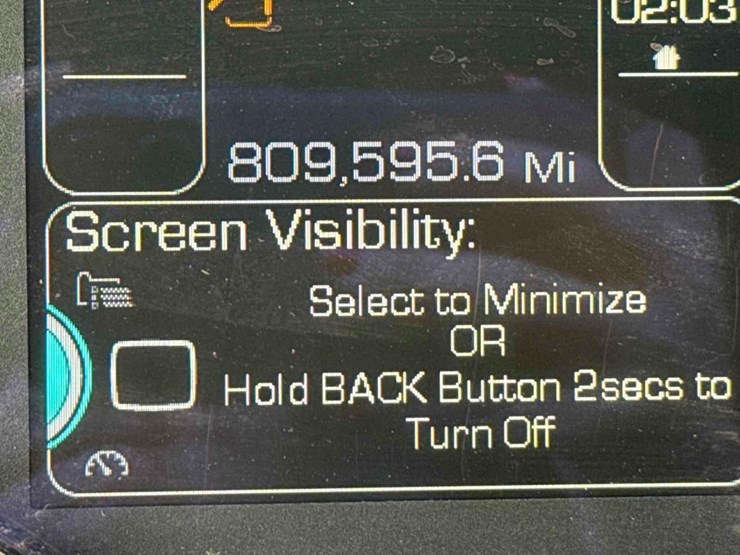 02:03
809,595.6 Mi
Screen Visibility:
Select to Minimize
OR
Hold BACK Button 2secs to
Turn Off